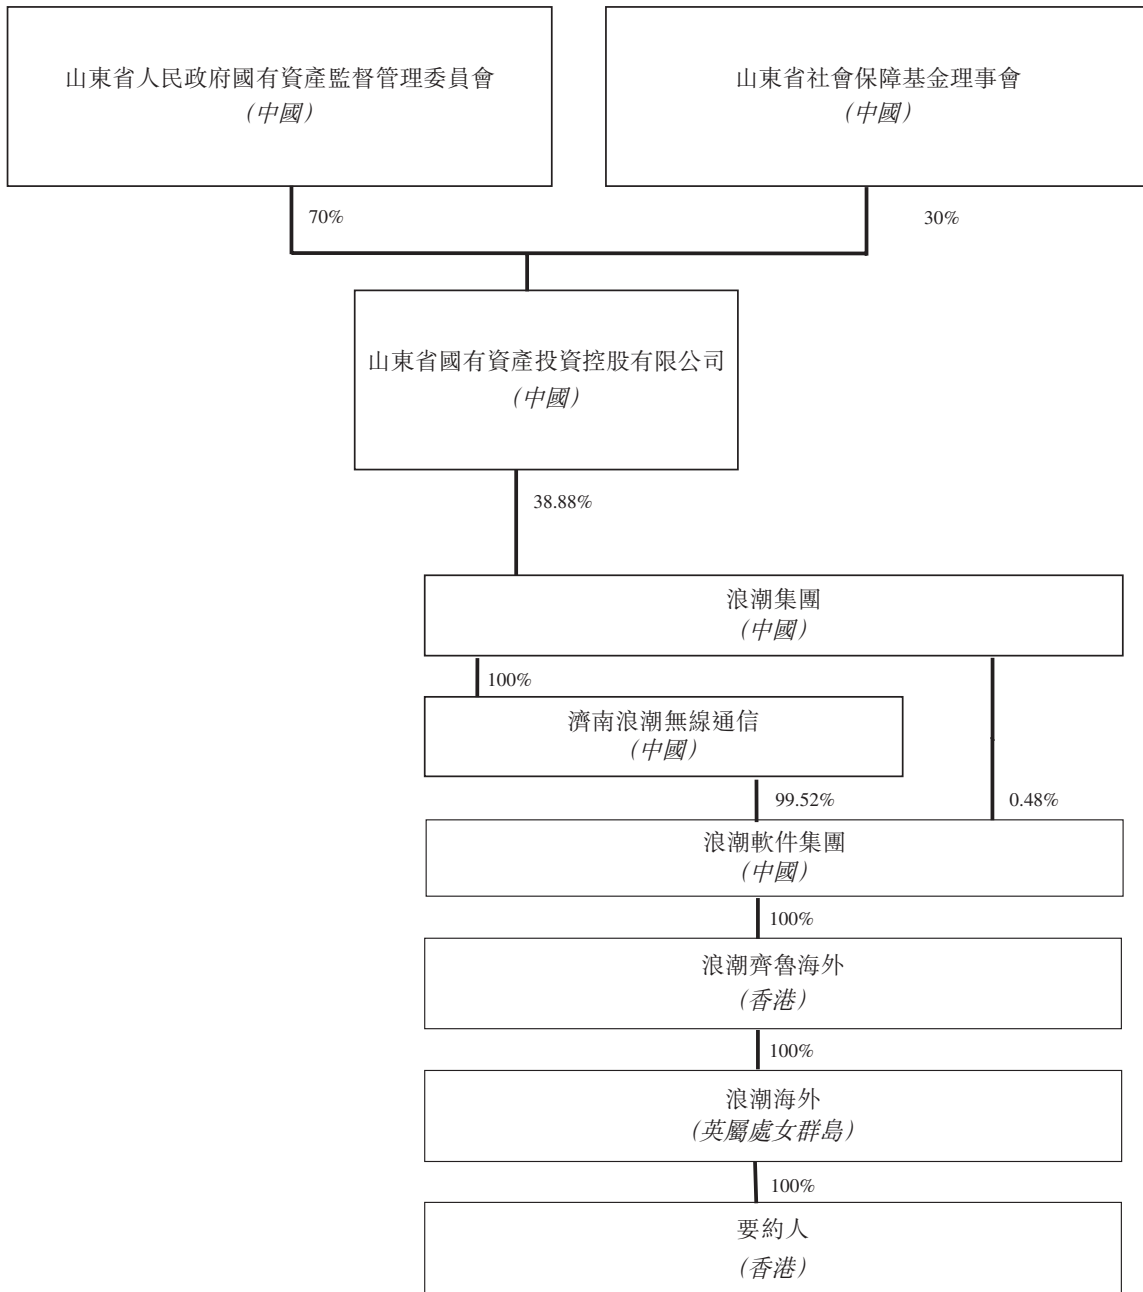 山東省人民政府國有資產監督管理委員會
(中國)
山東省社會保障基金理事會
(中國)
70%
30%
山東省國有資產投資控股有限公司
(中國)
38.88%
浪潮集團
(中國)
100%
濟南浪潮無線通信
(中國)
99.52%
0.48%
浪潮軟件集團
(中國)
100%
浪潮齊魯海外
(香港)
100%
浪潮海外
(英屬處女群島)
100%
要約人
(香港)